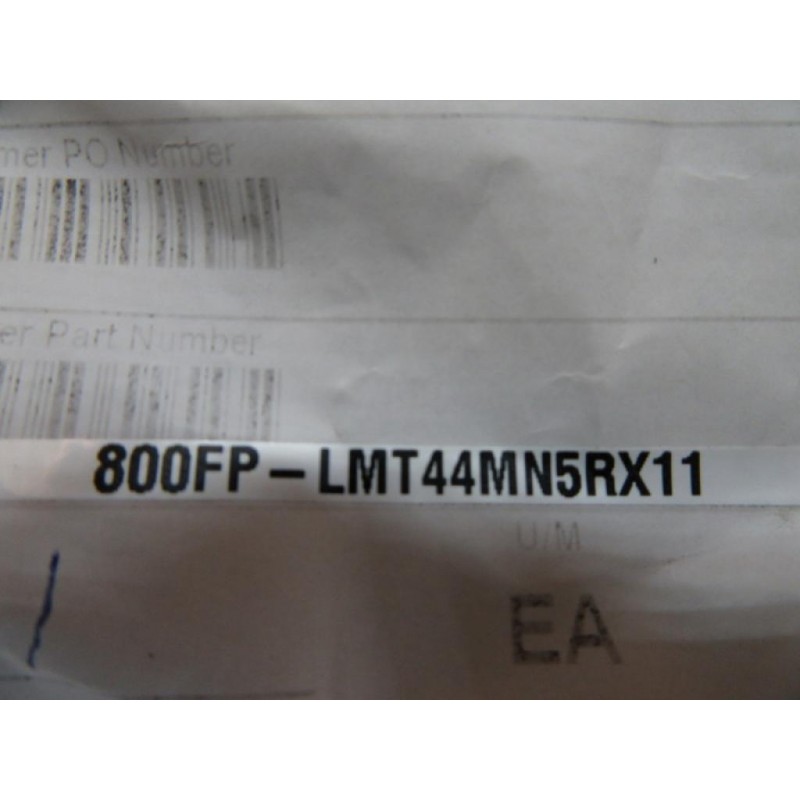 mer PO Number
er Part Number
800FP-LMT44MN5RX11
U/M
EA